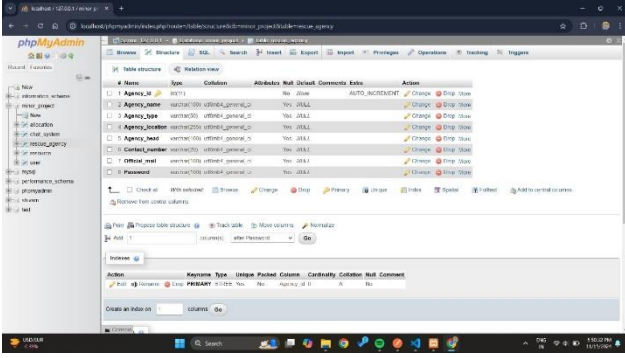 localhost / 127.0.0.1 / minor_pr
localhost/phpmyadmin/index.php?route=/table/structure&db=minor_project&table=rescue_agency
phpMyAdmin
Recent Favorites
New
information_schema
minor_project
New
allocation
chat_system
rescue_agency
resource
user
mysql
performance_schema
phpmyadmin
test
Browse Structure SQL Search Insert Export Import Privileges Operations Tracking Triggers
Table structure Relation view
# Name Type Collation Attributes Null Default Comments Extra Action
1 Agency_id int(11) No None AUTO_INCREMENT Change Drop More
2 Agency_name varchar(100) utf8mb4_general_ci Yes NULL Change Drop More
3 Agency_type varchar(50) utf8mb4_general_ci Yes NULL Change Drop More
4 Agency_location varchar(255) utf8mb4_general_ci Yes NULL Change Drop More
5 Agency_head varchar(100) utf8mb4_general_ci Yes NULL Change Drop More
6 Contact_number varchar(20) utf8mb4_general_ci Yes NULL Change Drop More
7 Official_mail varchar(100) utf8mb4_general_ci Yes NULL Change Drop More
8 Password varchar(100) utf8mb4_general_ci Yes NULL Change Drop More
Check all With selected: Browse Change Drop Primary Unique Index Spatial Fulltext Add to central columns
Remove from central columns
Print Propose table structure Track table Move columns Normalize
Add 1 column(s) after Password Go
Indexes
Action Keyname Type Unique Packed Column Cardinality Collation Null Comment
Edit Rename Drop PRIMARY BTREE Yes No Agency_id 0 A No
Create an index on 1 columns Go
Console
USD/EUR
Search
ENG
IN